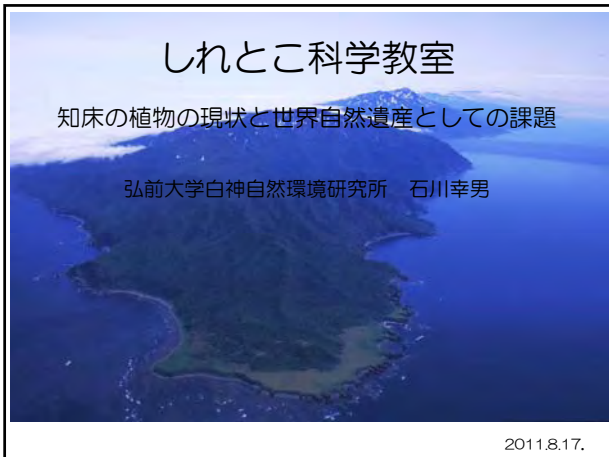 しれとこ科学教室
知床の植物の現状と世界自然遺産としての課題
弘前大学白神自然環境研究所　石川幸男
2011.8.17.